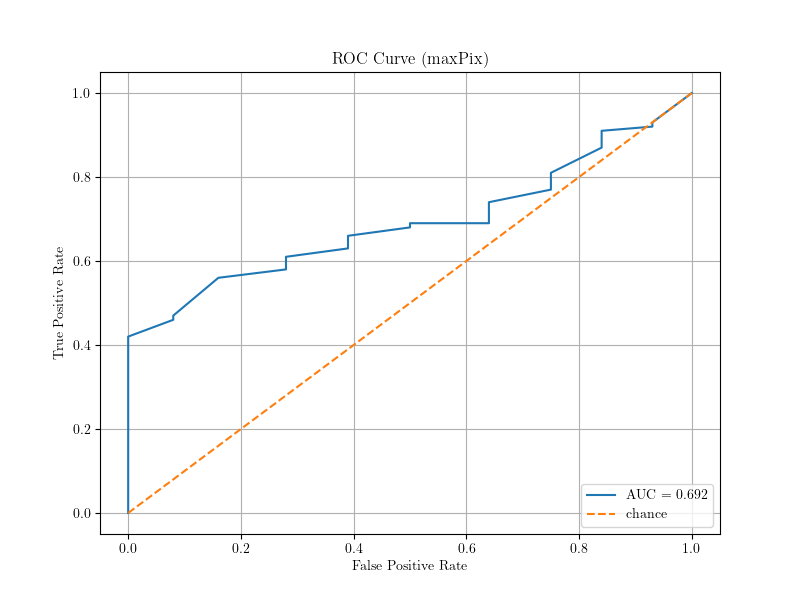 ROC Curve (maxPix)
1.0
0.8
0.6
0.4
0.2
0.0
True Positive Rate
0.0 0.2 0.4 0.6 0.8 1.0
False Positive Rate
AUC = 0.692
chance